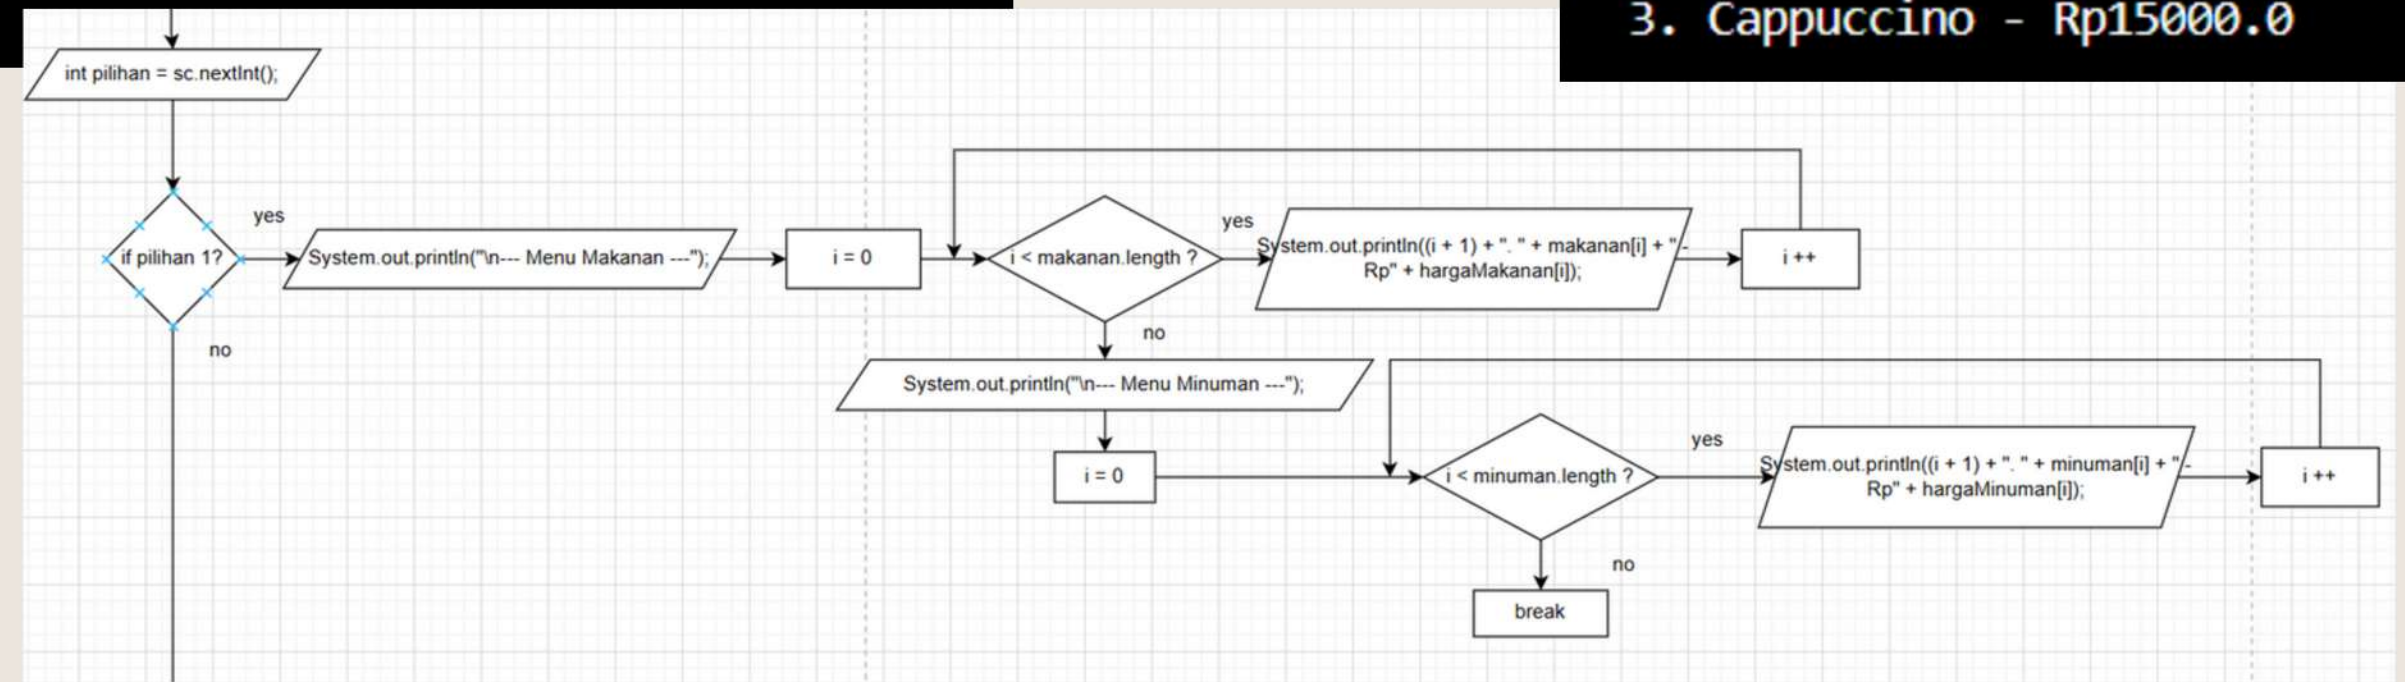 3. Cappuccino - Rp15000.0
int pilihan = sc.nextInt();
if pilihan 1?
yes
no
System.out.println("\n--- Menu Makanan ---");
i = 0
i < makanan.length ?
yes
no
System.out.println((i + 1) + ". " + makanan[i] + " -
Rp" + hargaMakanan[i]);
i ++
System.out.println("\n--- Menu Minuman ---");
i = 0
i < minuman.length ?
yes
no
System.out.println((i + 1) + ". " + minuman[i] + " -
Rp" + hargaMinuman[i]);
i ++
break